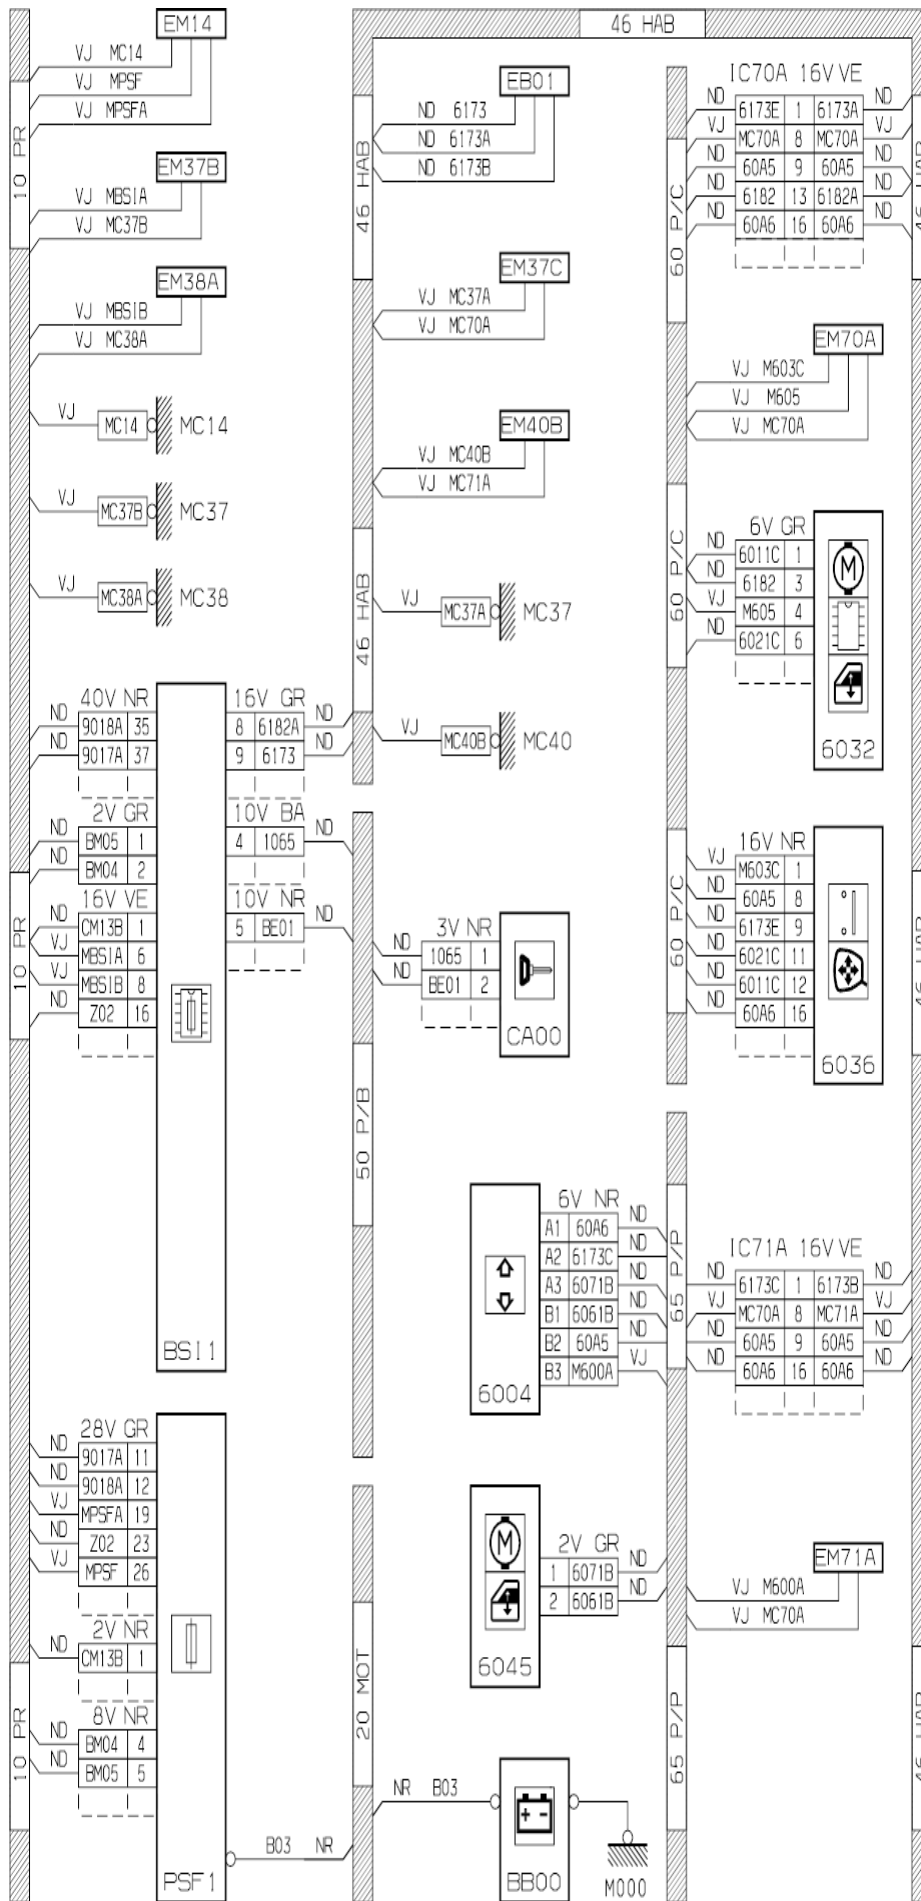 46 HAB
EM14
VJ MC14
VJ MPSF
VJ MPSFA
10 PR
EM37B
VJ MBSIA
VJ MC37B
EM38A
VJ MBSIB
VJ MC38A
VJ
MC14 MC14
VJ
MC37B MC37
VJ
MC38A MC38
EB01
ND 6173
ND 6173A
ND 6173B
46 HAB
EM37C
VJ MC37A
VJ MC70A
EM40B
VJ MC40B
VJ MC71A
46 HAB
VJ
MC37A MC37
VJ
MC40B MC40
60 P/C
IC70A 16V VE
ND 6173E 1 6173A ND
VJ MC70A 8 MC70A VJ
ND 60A5 9 60A5 ND
ND 6182 13 6182A
ND 60A6 16 60A6 ND
46 HAB
EM70A
VJ M603C
VJ M605
VJ MC70A
60 P/C
6V GR
ND 6011C 1
ND 6182 3
VJ M605 4
ND 6021C 6
M
6032
40V NR
ND 9018A 35
ND 9017A 37
2V GR
ND BM05 1
ND BM04 2
16V VE
ND CM13B 1
VJ MBSIA 6
VJ MBSIB 8
ND Z02 16
10 PR
16V GR
8 6182A ND
9 6173 ND
10V BA
4 1065 ND
10V NR
5 BE01 ND
BSI1
50 P/B
3V NR
ND 1065 1
ND BE01 2
CA00
60 P/C
16V NR
VJ M603C 1
ND 60A5 8
ND 6173E 9
ND 6021C 11
ND 6011C 12
ND 60A6 16
6036
46 HAB
6V NR
A1 60A6 ND
A2 6173C ND
A3 6071B ND
B1 6061B ND
B2 60A5 ND
B3 M600A VJ
6004
65 P/P
IC71A 16V VE
ND 6173C 1 6173B ND
VJ MC70A 8 MC71A VJ
ND 60A5 9 60A5 ND
ND 60A6 16 60A6 ND
28V GR
ND 9017A 11
ND 9018A 12
VJ MPSFA 19
ND Z02 23
VJ MPSF 26
2V NR
ND CM13B 1
8V NR
ND BM04 4
ND BM05 5
10 PR
PSF1
B03 NR
20 MOT
M
2V GR
1 6071B ND
2 6061B ND
6045
EM71A
VJ M600A
VJ MC70A
65 P/P
46 HAB
NR B03
+ -
BB00
M000